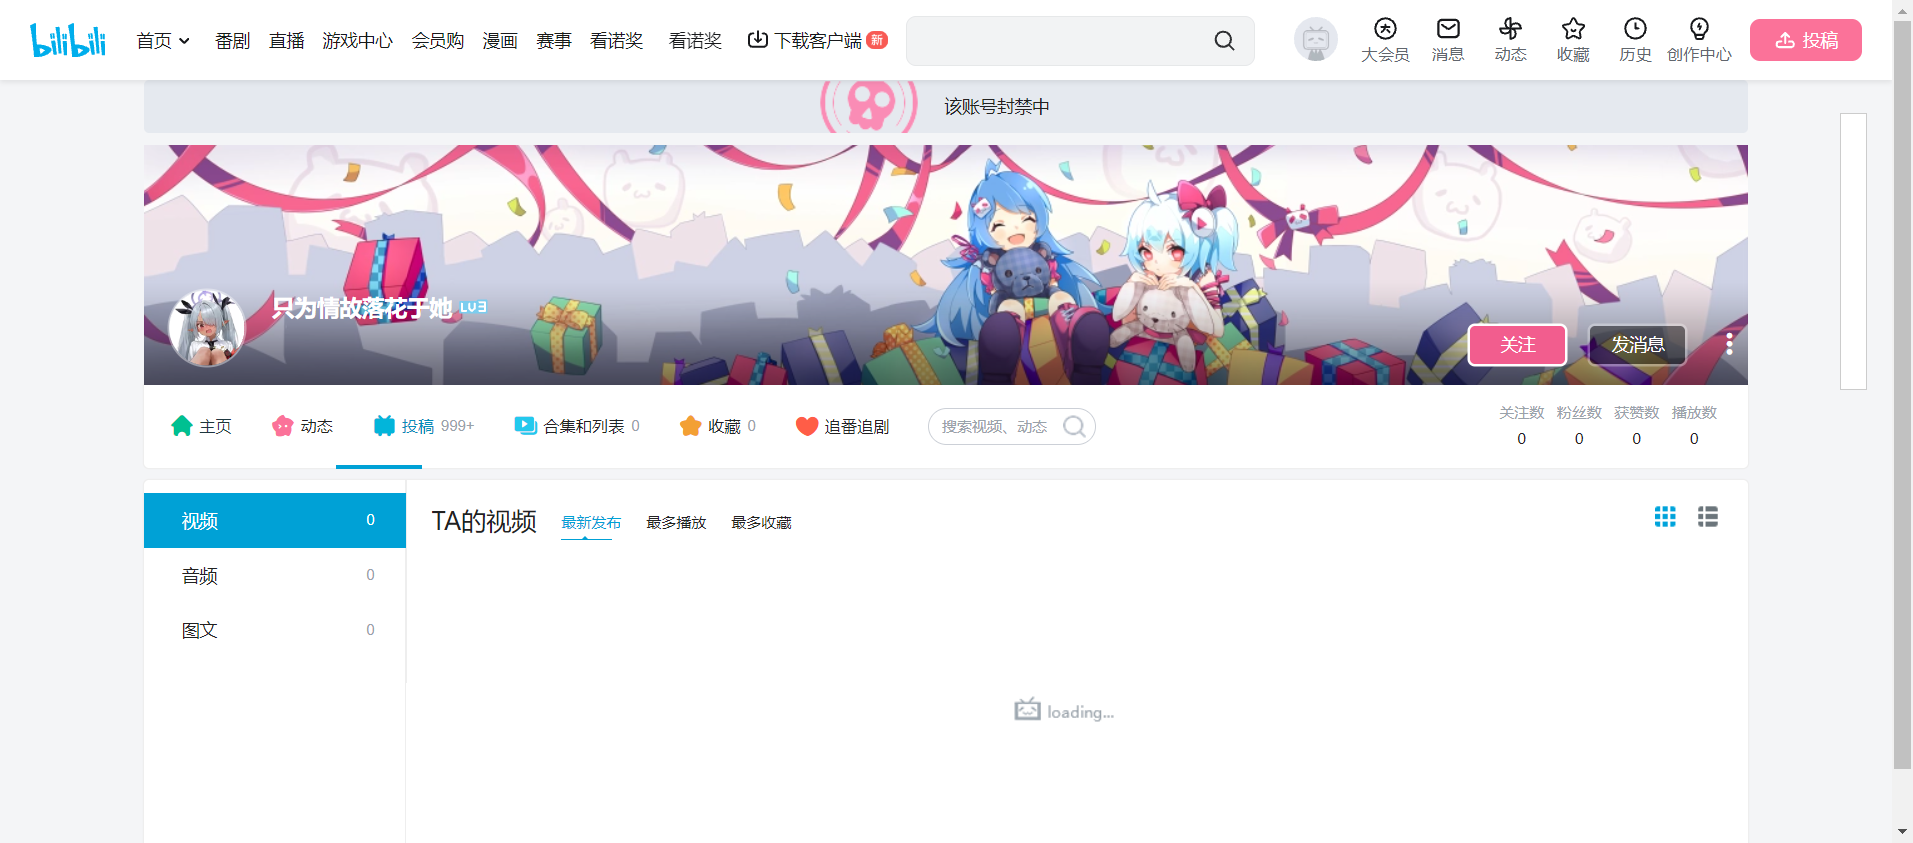 bilibili 首页 番剧 直播 游戏中心 会员购 漫画 赛事 看诺奖 看诺奖 下载客户端 新 大会员 消息 动态 收藏 历史 创作中心 投稿
该账号封禁中
只为情故落花于她 LV3
关注 发消息
主页 动态 投稿 999+ 合集和列表 0 收藏 0 追番追剧 搜索视频、动态
关注数 粉丝数 获赞数 播放数
0 0 0 0
视频 0
音频 0
图文 0
TA的视频 最新发布 最多播放 最多收藏
loading...